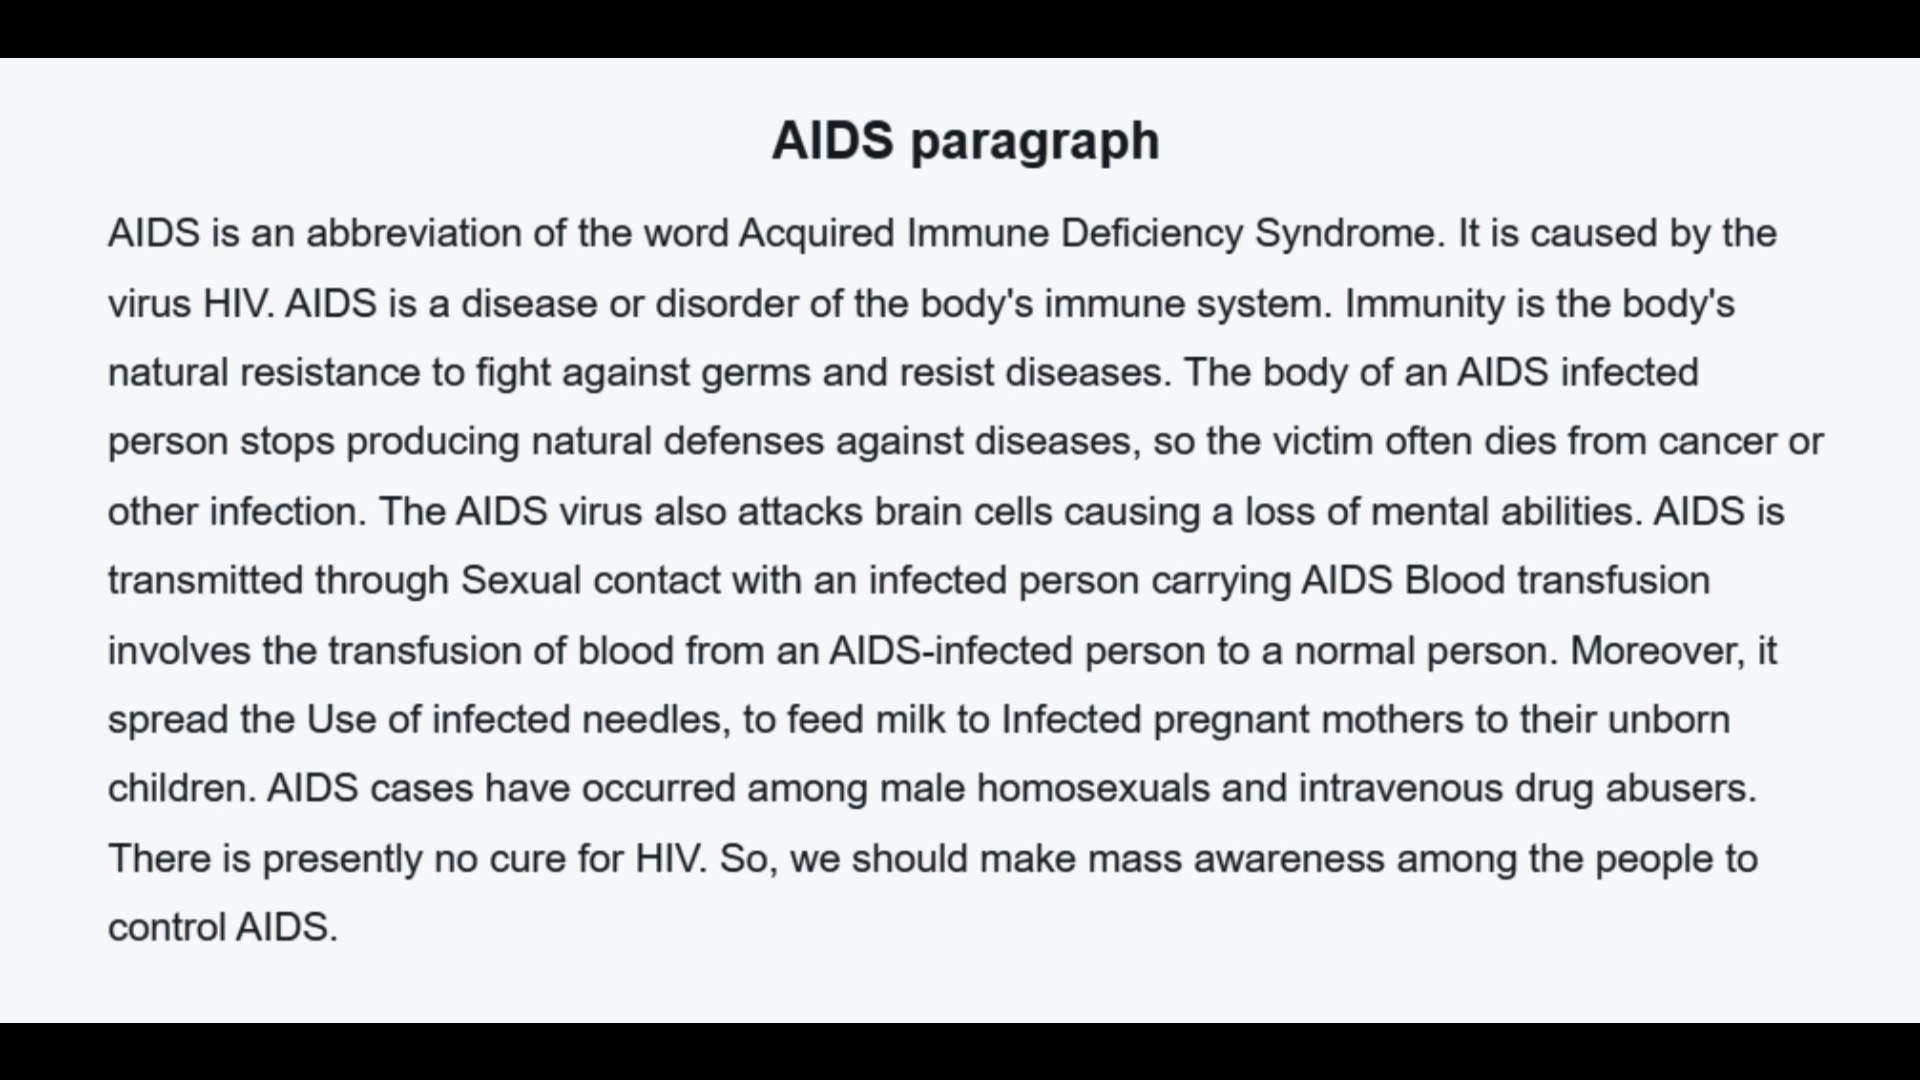 AIDS paragraph
AIDS is an abbreviation of the word Acquired Immune Deficiency Syndrome. It is caused by the
virus HIV. AIDS is a disease or disorder of the body's immune system. Immunity is the body's
natural resistance to fight against germs and resist diseases. The body of an AIDS infected
person stops producing natural defenses against diseases, so the victim often dies from cancer or
other infection. The AIDS virus also attacks brain cells causing a loss of mental abilities. AIDS is
transmitted through Sexual contact with an infected person carrying AIDS Blood transfusion
involves the transfusion of blood from an AIDS-infected person to a normal person. Moreover, it
spread the Use of infected needles, to feed milk to Infected pregnant mothers to their unborn
children. AIDS cases have occurred among male homosexuals and intravenous drug abusers.
There is presently no cure for HIV. So, we should make mass awareness among the people to
control AIDS.